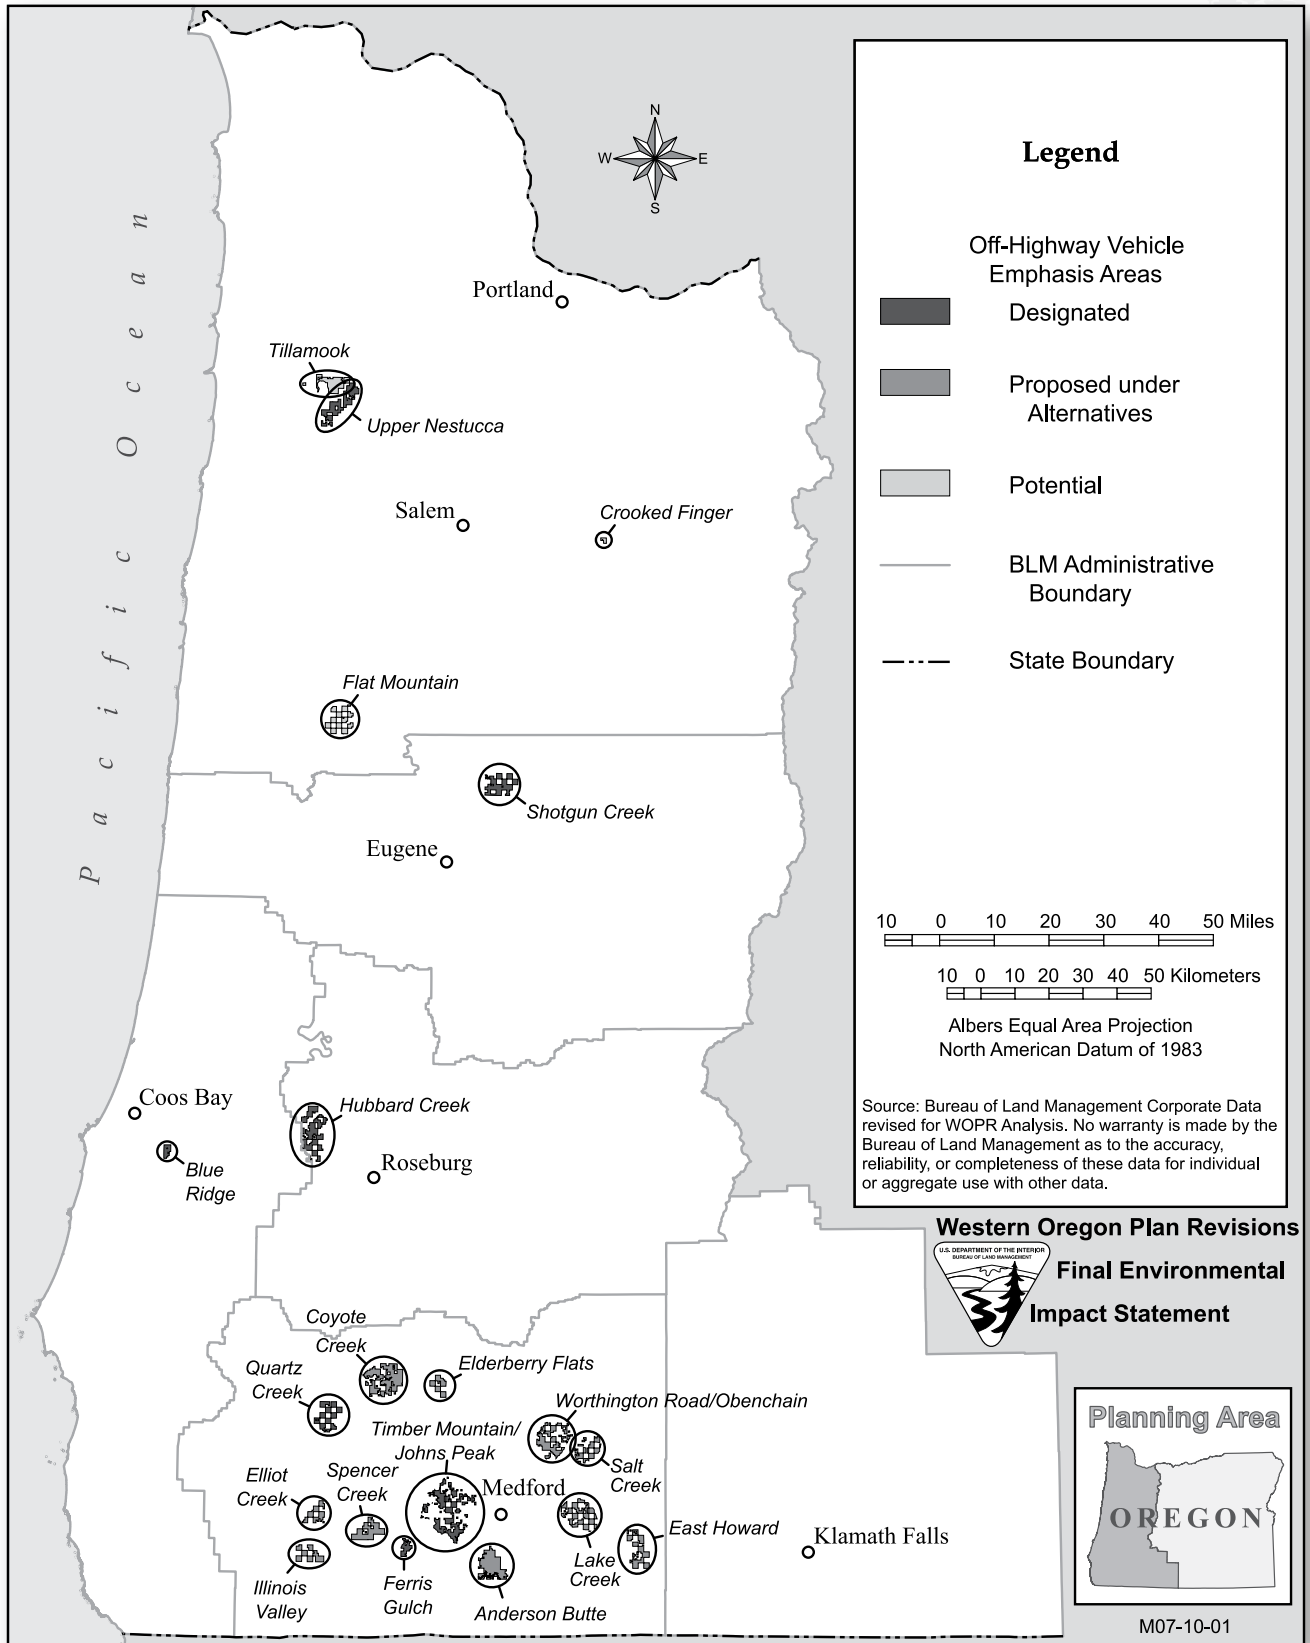 N
W E
S
Pacific Ocean
Portland
Tillamook
Upper Nestucca
Salem
Crooked Finger
Flat Mountain
Shotgun Creek
Eugene
Coos Bay
Blue
Ridge
Hubbard Creek
Roseburg
Coyote
Creek
Elderberry Flats
Quartz
Creek
Worthington Road/Obenchain
Timber Mountain/
Johns Peak
Salt
Creek
Elliot
Creek
Spencer
Creek
Medford
East Howard
Klamath Falls
Lake
Creek
Illinois
Valley
Ferris
Gulch
Anderson Butte
Legend
Off-Highway Vehicle
Emphasis Areas
Designated
Proposed under
Alternatives
Potential
BLM Administrative
Boundary
State Boundary
10 0 10 20 30 40 50 Miles
10 0 10 20 30 40 50 Kilometers
Albers Equal Area Projection
North American Datum of 1983
Source: Bureau of Land Management Corporate Data
revised for WOPR Analysis. No warranty is made by the
Bureau of Land Management as to the accuracy,
reliability, or completeness of these data for individual
or aggregate use with other data.
Western Oregon Plan Revisions
U.S. DEPARTMENT OF THE INTERIOR
BUREAU OF LAND MANAGEMENT
Final Environmental
Impact Statement
Planning Area
OREGON
M07-10-01